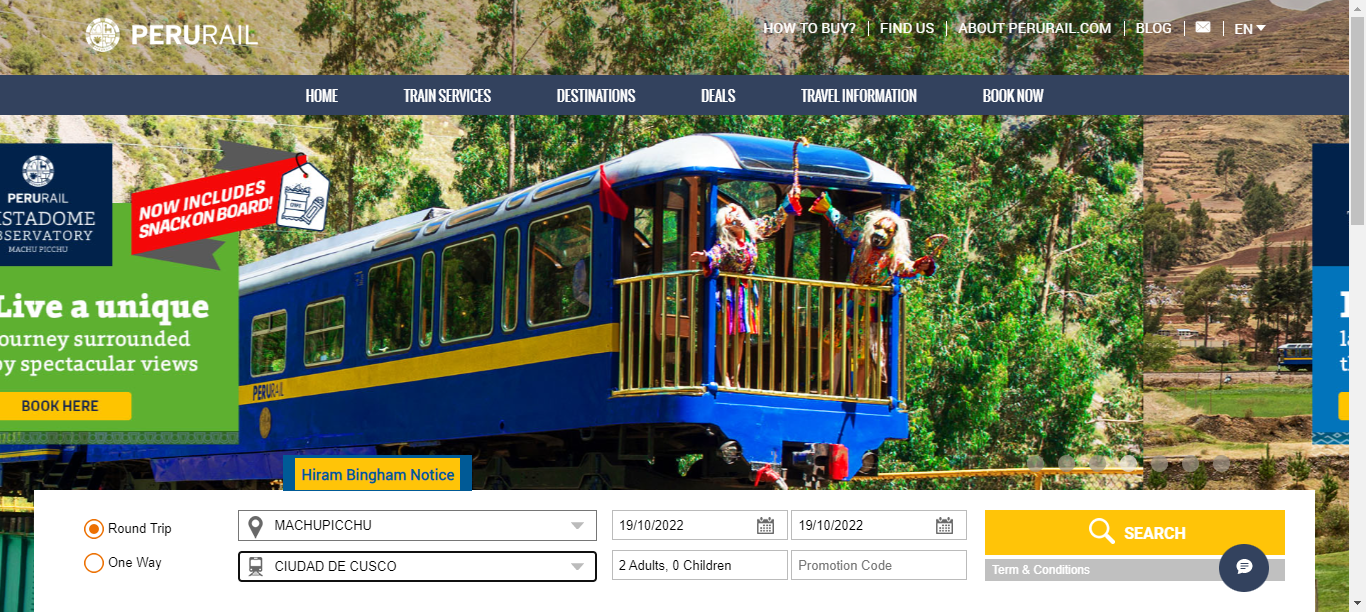 PERURAIL
HOW TO BUY?
FIND US
ABOUT PERURAIL.COM
BLOG
EN
HOME
TRAIN SERVICES
DESTINATIONS
DEALS
TRAVEL INFORMATION
BOOK NOW
PERURAIL
ISTADOME
BSERVATORY
MACHU PICCHU
NOW INCLUDES
SNACK ON BOARD!
Live a unique
ourney surrounded
by spectacular views
BOOK HERE
PERURAIL
Hiram Bingham Notice
Round Trip
One Way
MACHUPICCHU
CIUDAD DE CUSCO
19/10/2022
19/10/2022
2 Adults, 0 Children
Promotion Code
SEARCH
Term & Conditions